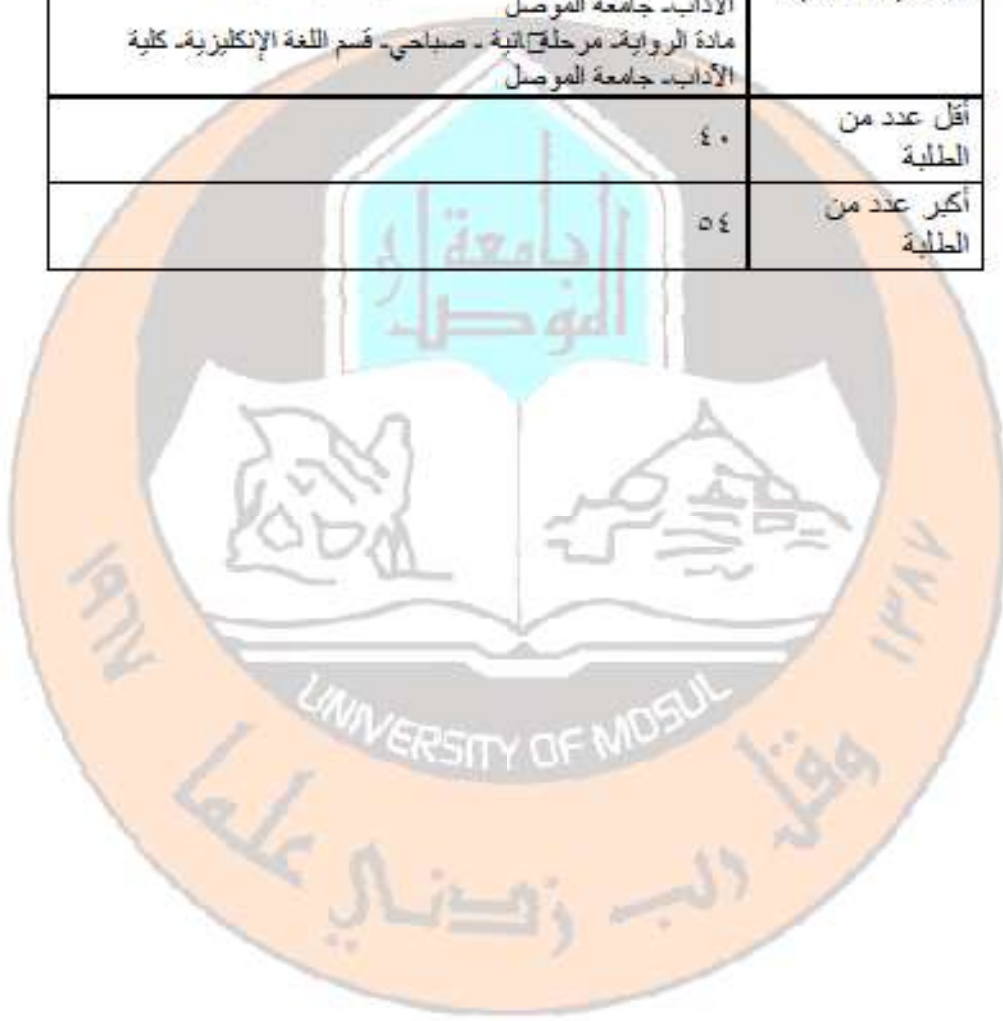 الآداب۔ جامعة الموصل
مادة الرواية۔ مرحلة ثانية ـ صباحي۔ قسم اللغة الإنكليزية۔ كلية
الآداب۔ جامعة الموصل
أقل عدد من
الطلبة
٤٠
أكبر عدد من
الطلبة
٥٤
جامعة
الموصل
١٩٦٧
١٣٨٧
UNIVERSITY OF MOSUL
وقل رب زدني علما